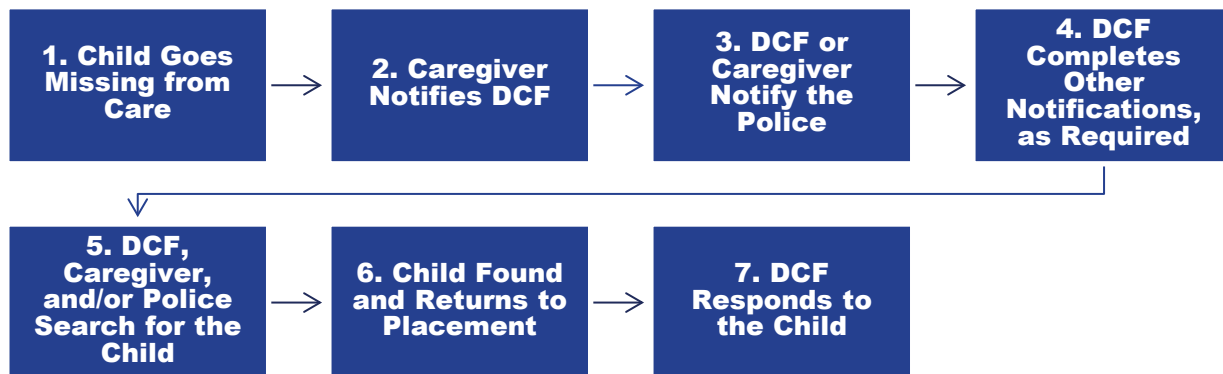 1. Child Goes
Missing from
Care
2. Caregiver
Notifies DCF
3. DCF or
Caregiver
Notify the
Police
4. DCF
Completes
Other
Notifications,
as Required
5. DCF,
Caregiver,
and/or Police
Search for the
Child
6. Child Found
and Returns to
Placement
7. DCF
Responds to
the Child